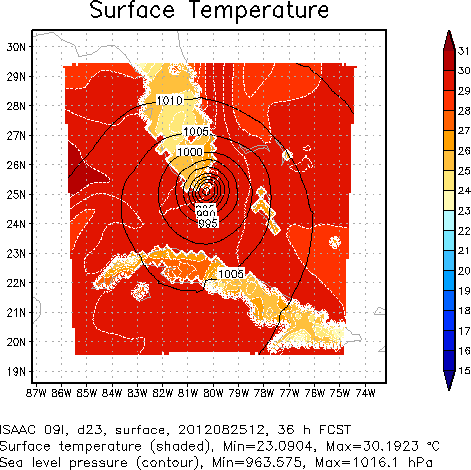 Surface Temperature
30N
29N
28N
27N
26N
25N
24N
23N
22N
21N
20N
19N
87W 86W 85W 84W 83W 82W 81W 80W 79W 78W 77W 76W 75W 74W
1010
1005
1000
995
1005
31
30
29
28
27
26
25
24
23
22
21
20
19
18
17
16
15
ISAAC 09l, d23, surface, 2012082512, 36 h FCST
Surface temperature (shaded), Min=23.0904, Max=30.1923 °C
Sea level pressure (contour), Min=963.575, Max=1016.1 hPa